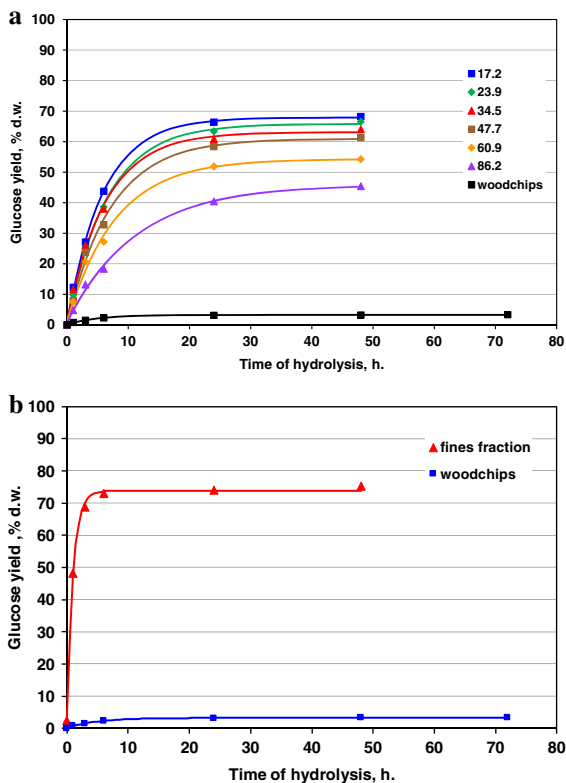 a
100
90
80
70
60
50
40
30
20
10
0
Glucose yield, % d.w.
17.2
23.9
34.5
47.7
60.9
86.2
woodchips
0 10 20 30 40 50 60 70 80
Time of hydrolysis, h.
b
100
90
80
70
60
50
40
30
20
10
0
Glucose yield ,% d.w.
fines fraction
woodchips
0 10 20 30 40 50 60 70 80
Time of hydrolysis, h.